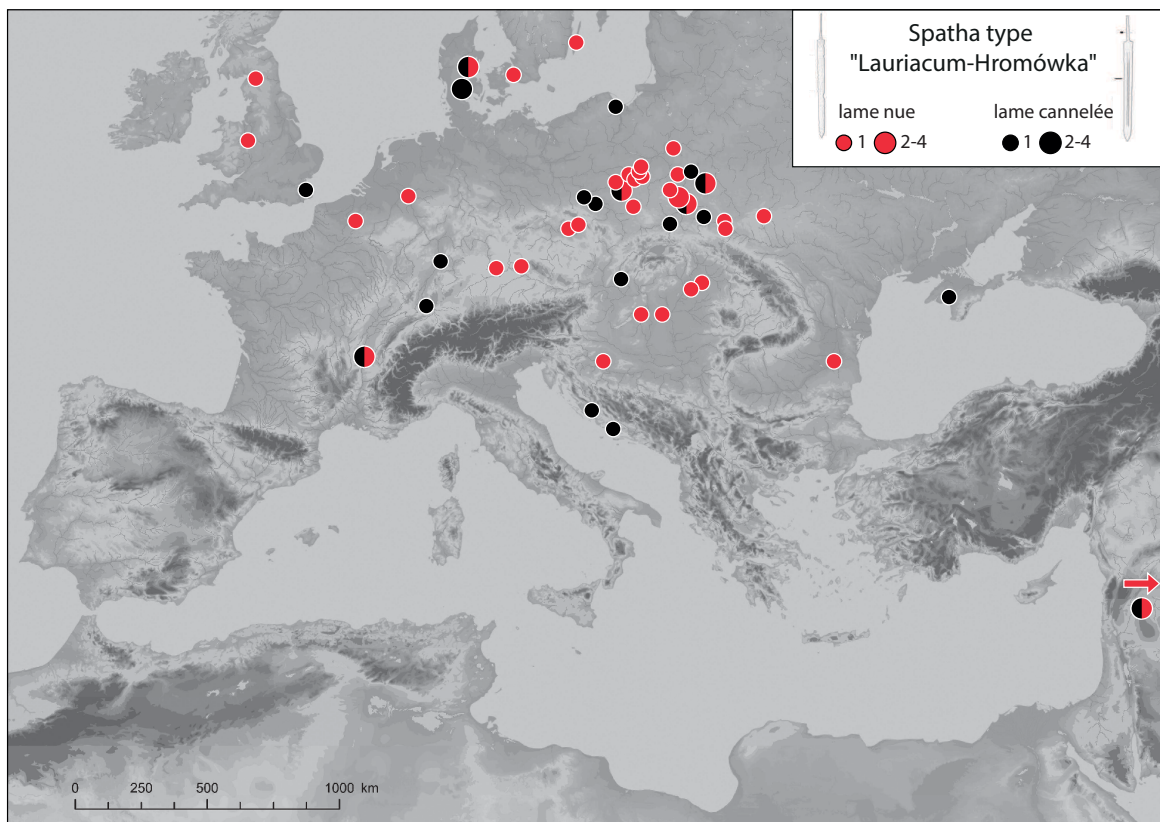 Spatha type
"Lauriacum-Hromówka"
lame nue
lame cannelée
1 2-4
1 2-4
0 250 500 1000 km